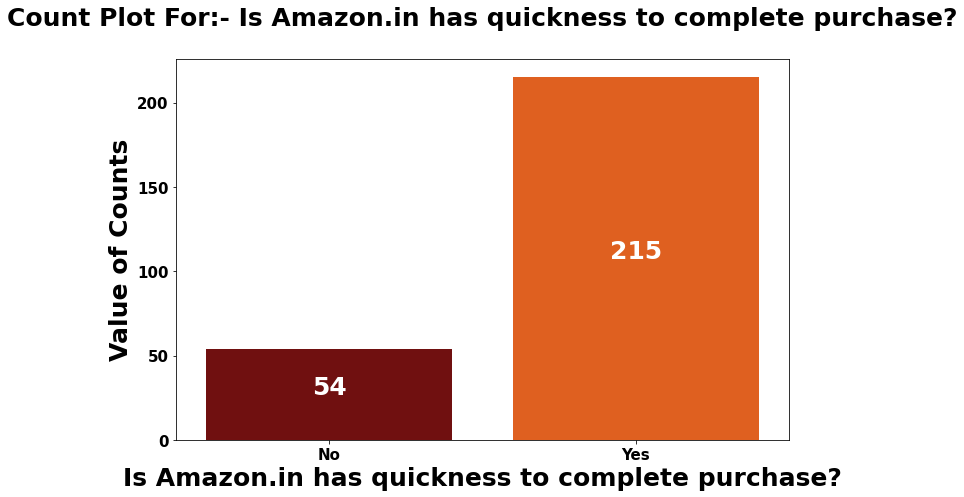 Count Plot For:- Is Amazon.in has quickness to complete purchase?
200
150
100
50
0
Value of Counts
54
215
No
Yes
Is Amazon.in has quickness to complete purchase?